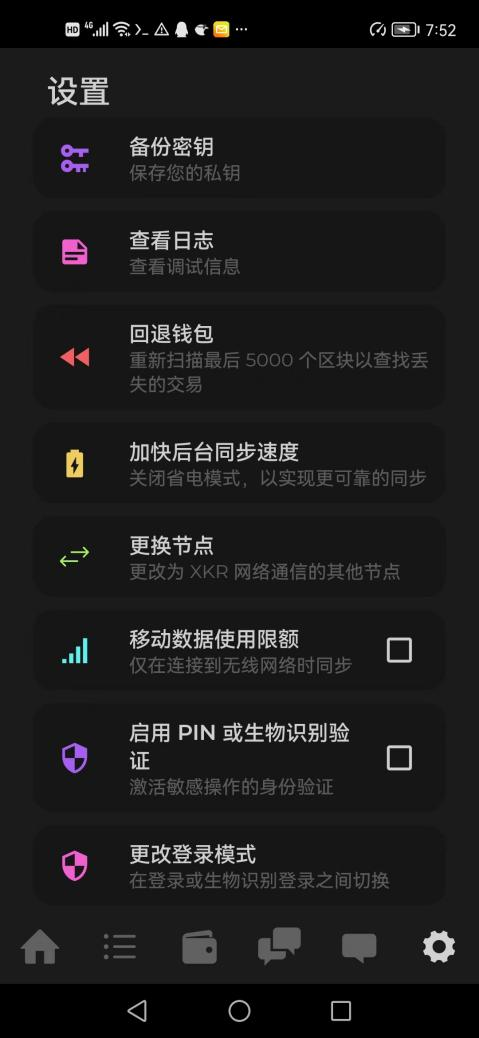 HD 4G 7:52
设置
备份密钥
保存您的私钥
查看日志
查看调试信息
回退钱包
重新扫描最后 5000 个区块以查找丢
失的交易
加快后台同步速度
关闭省电模式，以实现更可靠的同步
更换节点
更改为 XKR 网络通信的其他节点
移动数据使用限额
仅在连接到无线网络时同步
启用 PIN 或生物识别验
证
激活敏感操作的身份验证
更改登录模式
在登录或生物识别登录之间切换